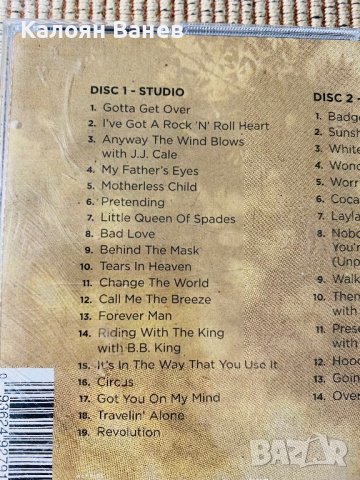 Калоян Ванев
DISC 1 - STUDIO
1. Gotta Get Over
2. I've Got A Rock 'N' Roll Heart
3. Anyway The Wind Blows
with J.J. Cale
4. My Father's Eyes
5. Motherless Child
6. Pretending
7. Little Queen Of Spades
8. Bad Love
9. Behind The Mask
10. Tears In Heaven
11. Change The World
12. Call Me The Breeze
13. Forever Man
14. Riding With The King
with B.B. King
15. It's In The Way That You Use It
16. Circus
17. Got You On My Mind
18. Travelin' Alone
19. Revolution
DISC 2 -
1. Badge
2. Sunsh
3. White
4. Wond
5. Worr
6. Coca
7. Layla
8. Nobo
You'r
(Unp
9. Walk
10. Then
with
11. Pres
12. Hooc
13. Goin
14. Over
BAZAR